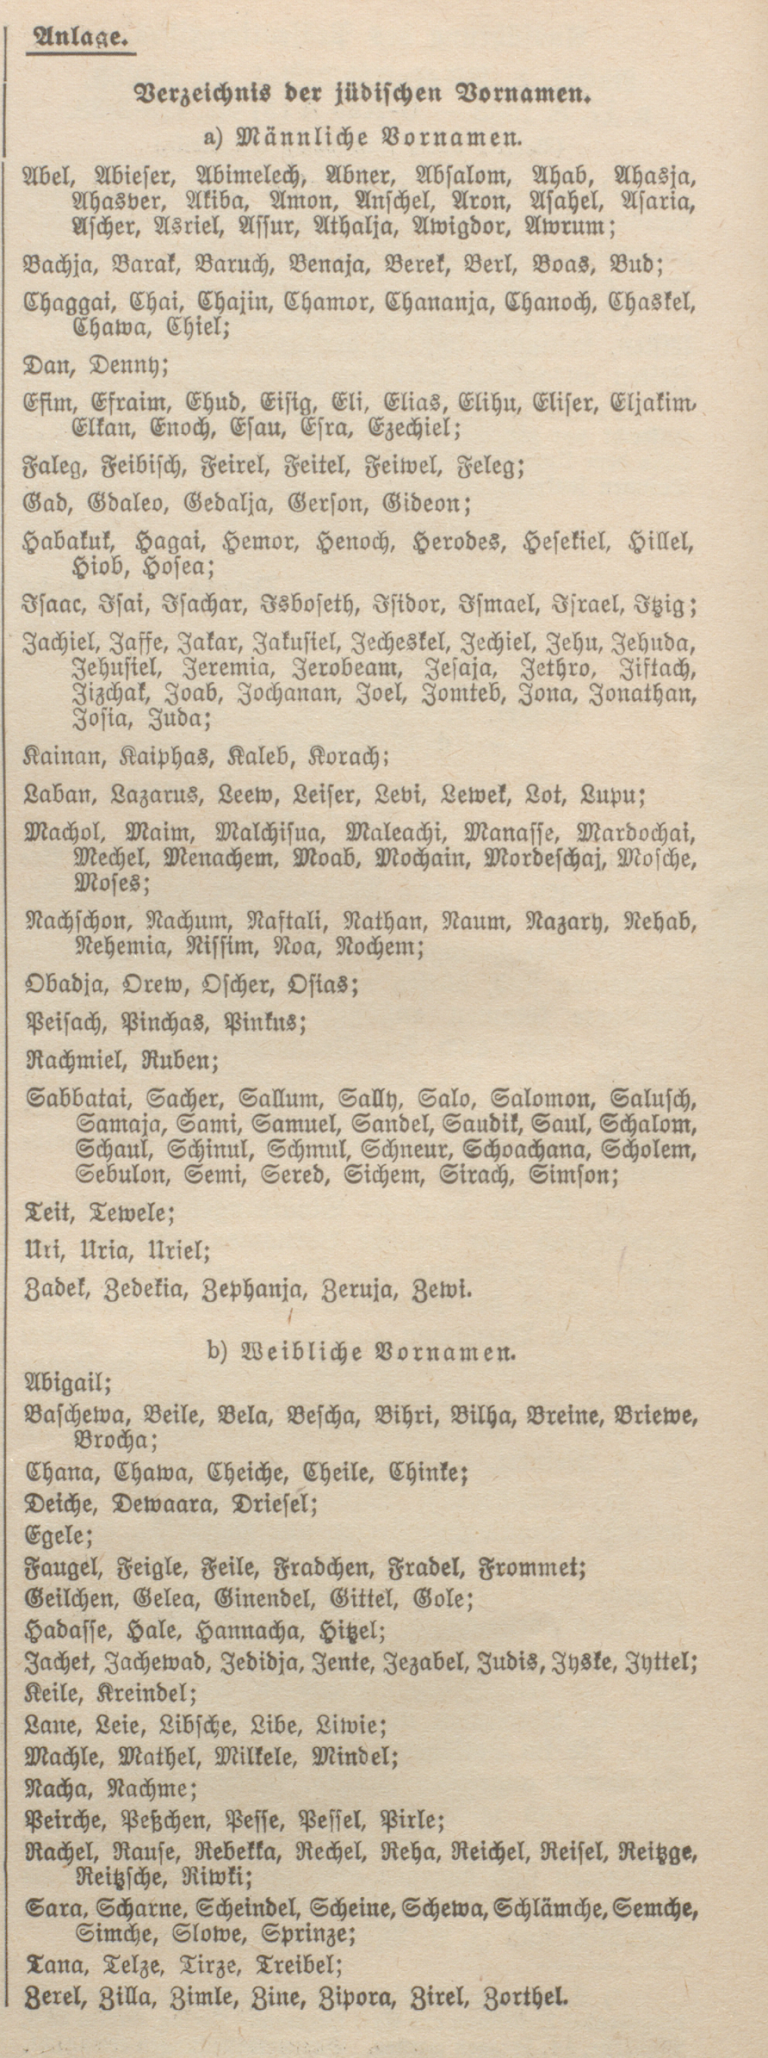 Anlage.
Verzeichnis der jüdischen Vornamen.
a) Männliche Vornamen.
Abel, Abieser, Abimelech, Abner, Absalom, Ahab, Ahasja,
Ahasver, Akiba, Amon, Anschel, Aron, Asahel, Asaria,
Ascher, Asriel, Assur, Athalja, Awigdor, Awrum;
Bachja, Barak, Baruch, Benaja, Berek, Berl, Boas, Bud;
Chaggai, Chai, Chajin, Chamor, Chananja, Chanoch, Chaskel,
Chawa, Chiel;
Dan, Denny;
Efim, Efraim, Ehud, Eisig, Eli, Elias, Elihu, Eliser, Eljakim,
Elkan, Enoch, Esau, Esra, Ezechiel;
Faleg, Feibisch, Feirel, Feitel, Feiwel, Feleg;
Gad, Gdaleo, Gedalja, Gerson, Gideon;
Habakuk, Hagai, Hemor, Henoch, Herodes, Hesekiel, Hillel,
Hiob, Hosea;
Isaac, Isai, Isachar, Isboseth, Isidor, Ismael, Israel, Itzig;
Jachiel, Jaffe, Jakar, Jakusiel, Jecheskel, Jechiel, Jehu, Jehuda,
Jehusiel, Jeremia, Jerobeam, Jesaja, Jethro, Jiftach,
Jizchak, Joab, Jochanan, Joel, Jomteb, Jona, Jonathan,
Josia, Juda;
Kainan, Kaiphas, Kaleb, Korach;
Laban, Lazarus, Leew, Leiser, Levi, Lewek, Lot, Lupu;
Machol, Maim, Malchisua, Maleachi, Manasse, Mardochai,
Mechel, Menachem, Moab, Mochain, Mordeschaj, Mosche,
Moses;
Nachschon, Nachum, Naftali, Nathan, Naum, Nazary, Nehab,
Nehemia, Nissim, Noa, Nochem;
Obadja, Orew, Oscher, Osias;
Peisach, Pinchas, Pinkus;
Rachmiel, Ruben;
Sabbatai, Sacher, Sallum, Sally, Salo, Salomon, Salusch,
Samaja, Sami, Samuel, Sandel, Saudik, Saul, Schalom,
Schaul, Schinul, Schmul, Schneur, Schoachana, Scholem,
Sebulon, Semi, Sered, Sichem, Sirach, Simson;
Teit, Tewele;
Uri, Uria, Uriel;
Zadek, Zedekia, Zephanja, Zeruja, Zewi.
b) Weibliche Vornamen.
Abigail;
Baschewa, Beile, Bela, Bescha, Bihri, Bilha, Breine, Briewe,
Brocha;
Chana, Chawa, Cheiche, Cheile, Chinke;
Deiche, Dewaara, Driesel;
Egele;
Faugel, Feigle, Feile, Fradchen, Fradel, Frommet;
Geilchen, Gelea, Ginendel, Gittel, Gole;
Hadasse, Hale, Hannacha, Hitzel;
Jachet, Jachewad, Jedidja, Jente, Jezabel, Judis, Jyske, Jyttel;
Keile, Kreindel;
Lane, Leie, Libsche, Libe, Liwie;
Machle, Mathel, Milkele, Mindel;
Nacha, Nachme;
Peirche, Peßchen, Pesse, Pessel, Pirle;
Rachel, Rause, Rebekka, Rechel, Reha, Reichel, Reisel, Reitzge,
Reitzsche, Riwki;
Sara, Scharne, Scheindel, Scheine, Schewa, Schlämche, Semche,
Simche, Slowe, Sprinze;
Tana, Telze, Tirze, Treibel;
Zerel, Zilla, Zimle, Zine, Zipora, Zirel, Zorthel.